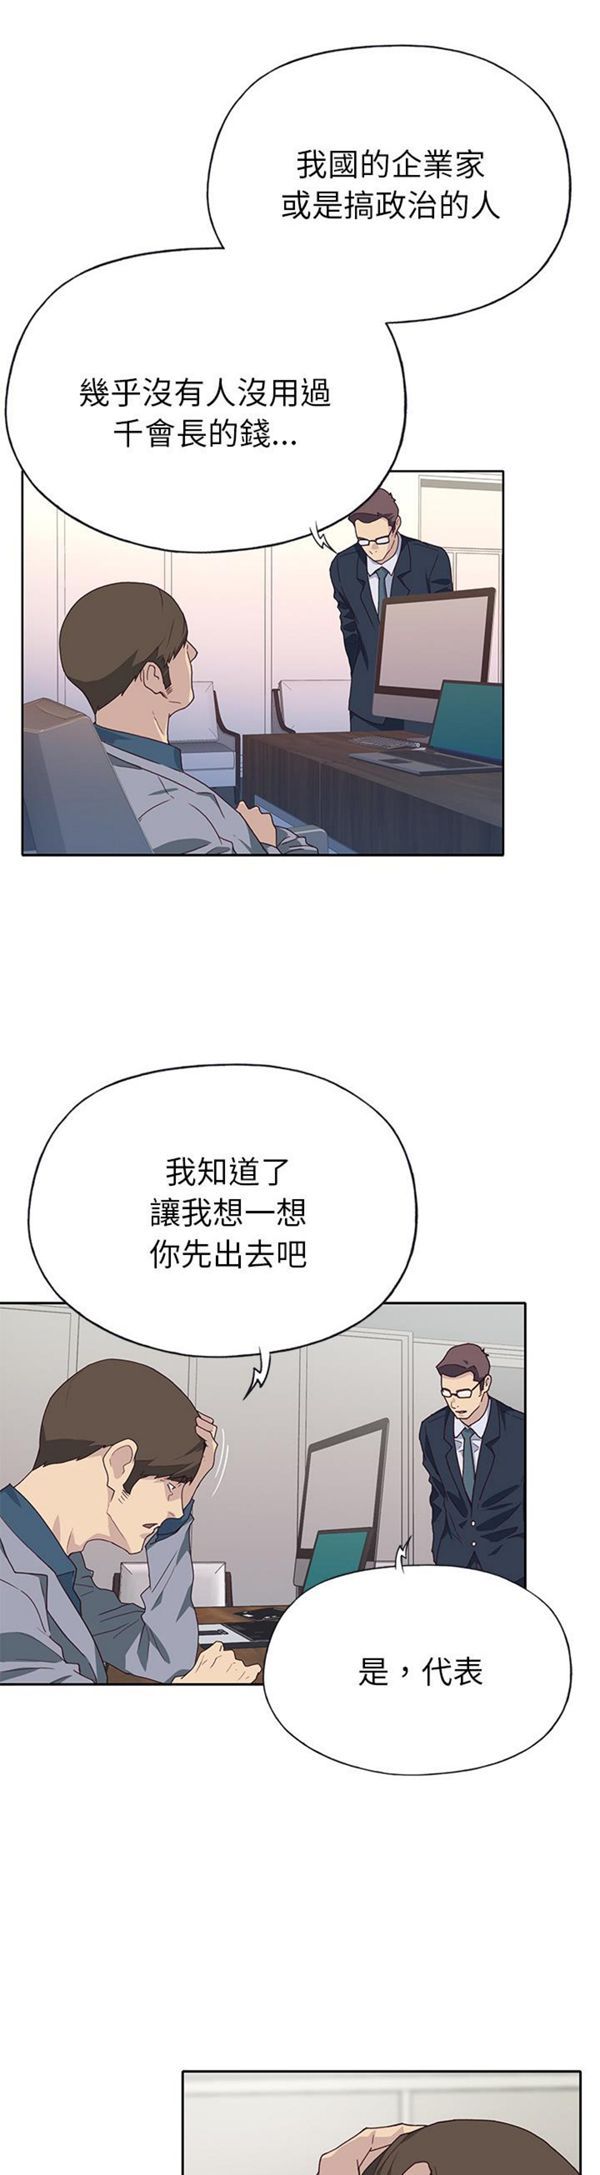 我國的企業家
或是搞政治的人
幾乎沒有人沒用過
千會長的錢...
我知道了
讓我想一想
你先出去吧
是，代表